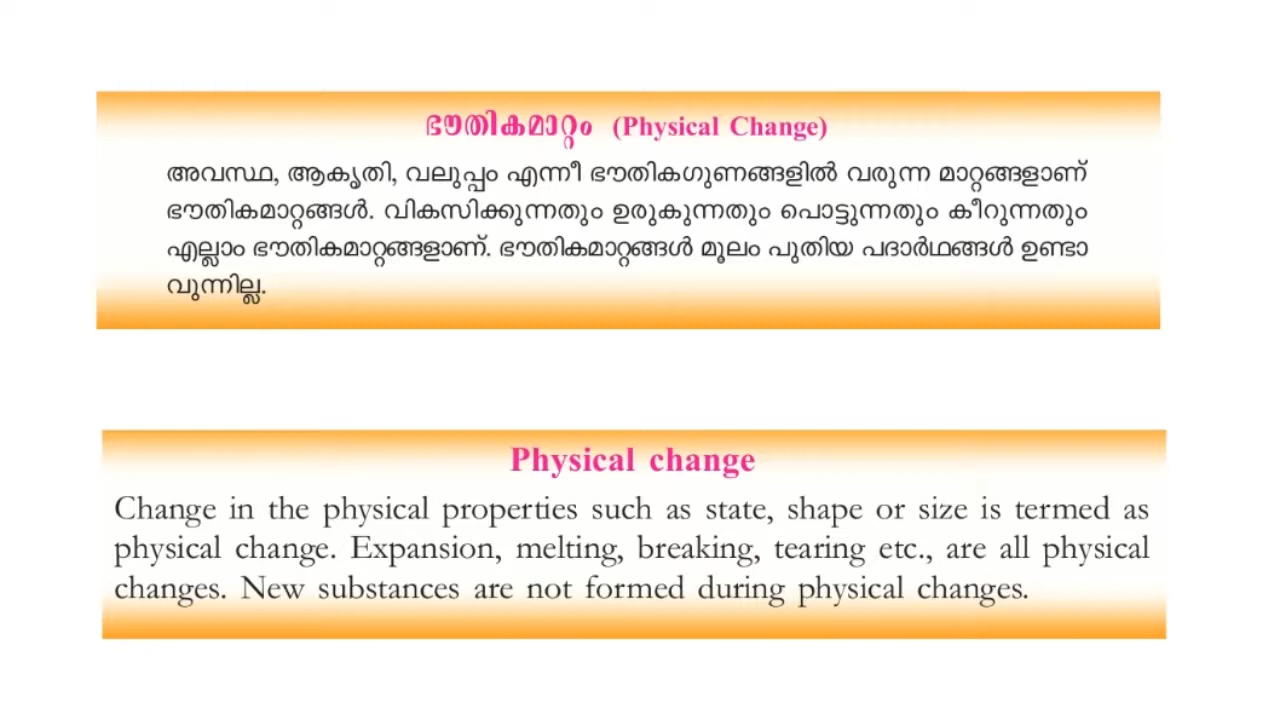 ഭൗതികമാറ്റം (Physical Change)
അവസ്ഥ, ആകൃതി, വലുപ്പം എന്നീ ഭൗതികഗുണങ്ങളിൽ വരുന്ന മാറ്റങ്ങളാണ്
ഭൗതികമാറ്റങ്ങൾ. വികസിക്കുന്നതും ഉരുകുന്നതും പൊട്ടുന്നതും കീറുന്നതും
എല്ലാം ഭൗതികമാറ്റങ്ങളാണ്. ഭൗതികമാറ്റങ്ങൾ മൂലം പുതിയ പദാർഥങ്ങൾ ഉണ്ടാ
വുന്നില്ല.
Physical change
Change in the physical properties such as state, shape or size is termed as
physical change. Expansion, melting, breaking, tearing etc., are all physical
changes. New substances are not formed during physical changes.